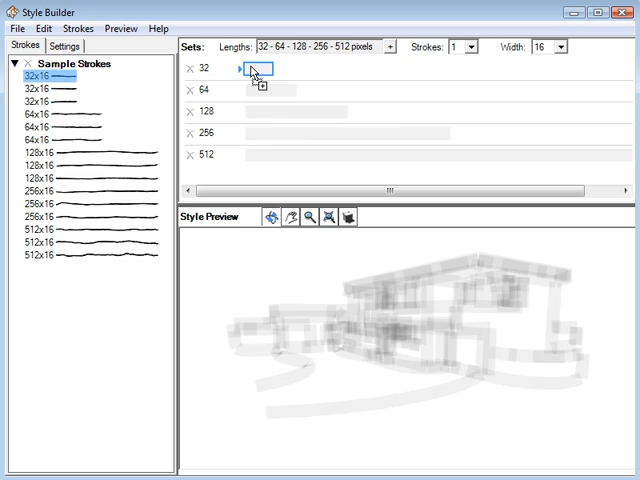 Style Builder
File Edit Strokes Preview Help
Strokes Settings
Sample Strokes
32x16
32x16
32x16
64x16
64x16
64x16
128x16
128x16
128x16
256x16
256x16
256x16
512x16
512x16
512x16
Sets: Lengths: 32 - 64 - 128 - 256 - 512 pixels + Strokes: 1 Width: 16
32
64
128
256
512
Style Preview